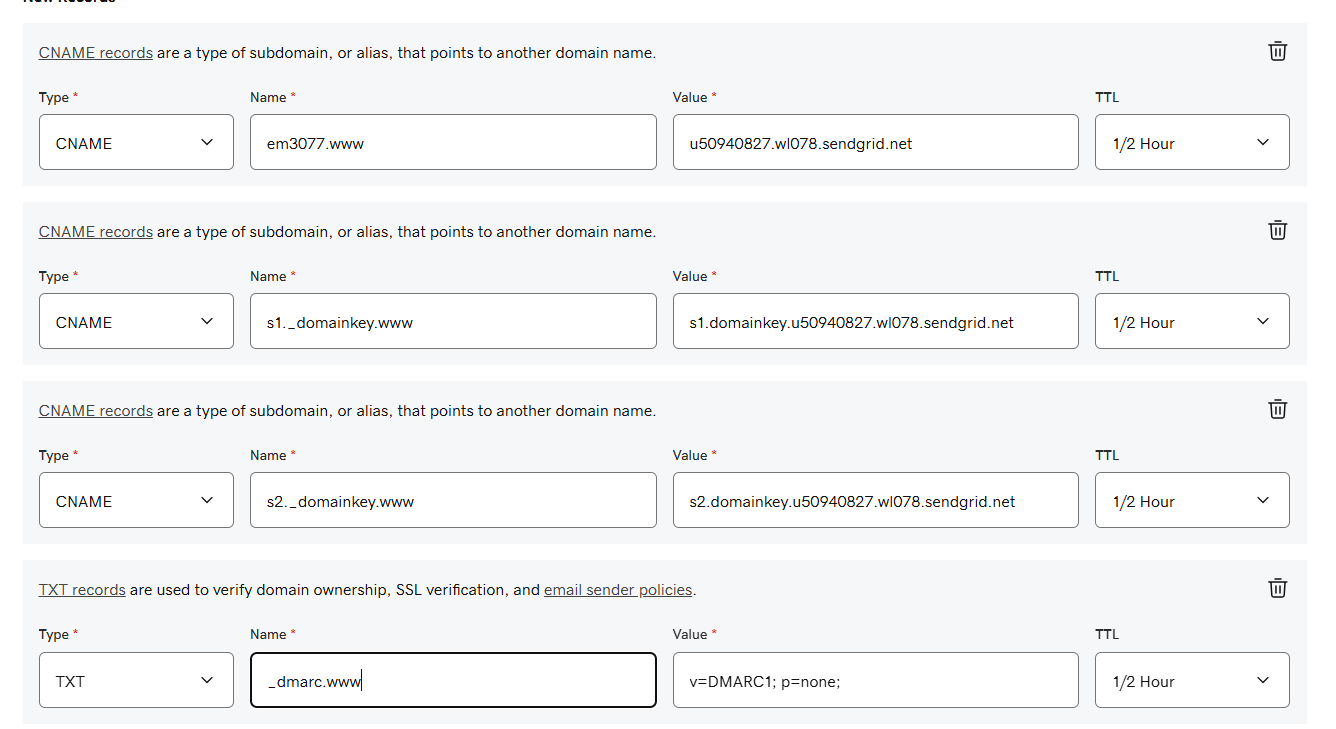 New Records
CNAME records are a type of subdomain, or alias, that points to another domain name.
Type * Name * Value * TTL
CNAME em3077.www u50940827.wl078.sendgrid.net 1/2 Hour
CNAME records are a type of subdomain, or alias, that points to another domain name.
Type * Name * Value * TTL
CNAME s1._domainkey.www s1.domainkey.u50940827.wl078.sendgrid.net 1/2 Hour
CNAME records are a type of subdomain, or alias, that points to another domain name.
Type * Name * Value * TTL
CNAME s2._domainkey.www s2.domainkey.u50940827.wl078.sendgrid.net 1/2 Hour
TXT records are used to verify domain ownership, SSL verification, and email sender policies.
Type * Name * Value * TTL
TXT _dmarc.www v=DMARC1; p=none; 1/2 Hour